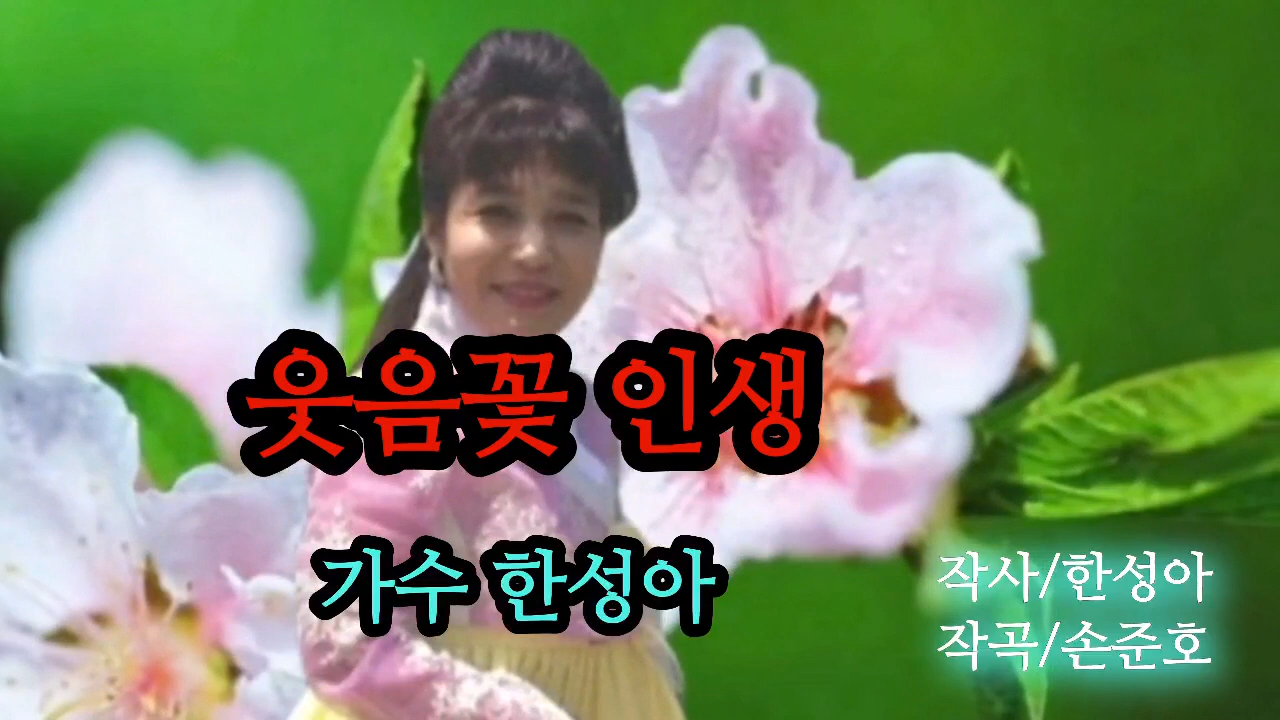 웃음꽃 인생
가수 한성아
작사/한성아
작곡/손준호